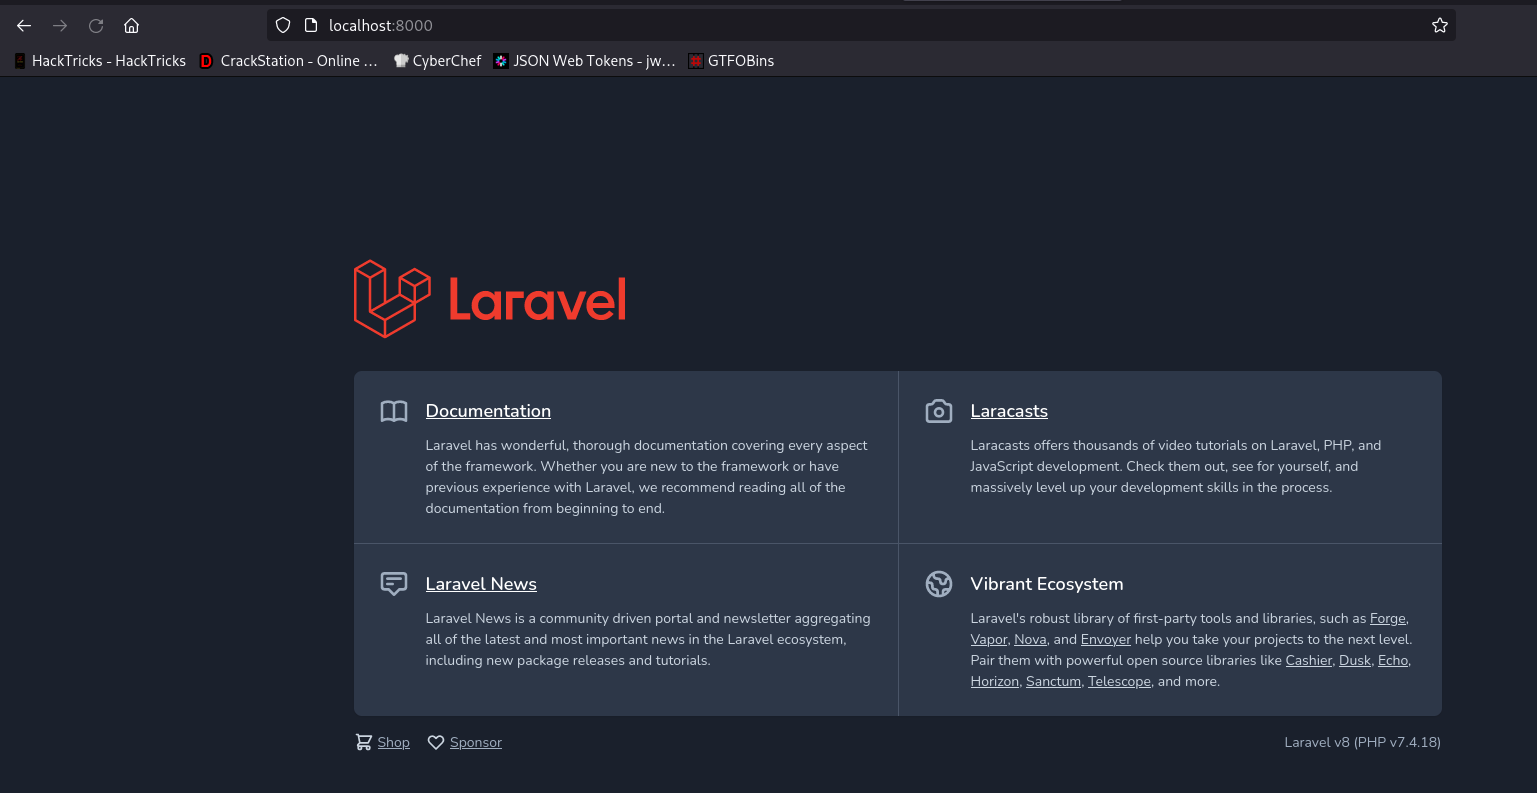 localhost:8000
HackTricks - HackTricks CrackStation - Online ... CyberChef JSON Web Tokens - jw... GTFOBins
Laravel
Documentation
Laravel has wonderful, thorough documentation covering every aspect
of the framework. Whether you are new to the framework or have
previous experience with Laravel, we recommend reading all of the
documentation from beginning to end.
Laracasts
Laracasts offers thousands of video tutorials on Laravel, PHP, and
JavaScript development. Check them out, see for yourself, and
massively level up your development skills in the process.
Laravel News
Laravel News is a community driven portal and newsletter aggregating
all of the latest and most important news in the Laravel ecosystem,
including new package releases and tutorials.
Vibrant Ecosystem
Laravel's robust library of first-party tools and libraries, such as Forge,
Vapor, Nova, and Envoyer help you take your projects to the next level.
Pair them with powerful open source libraries like Cashier, Dusk, Echo,
Horizon, Sanctum, Telescope, and more.
Shop Sponsor
Laravel v8 (PHP v7.4.18)